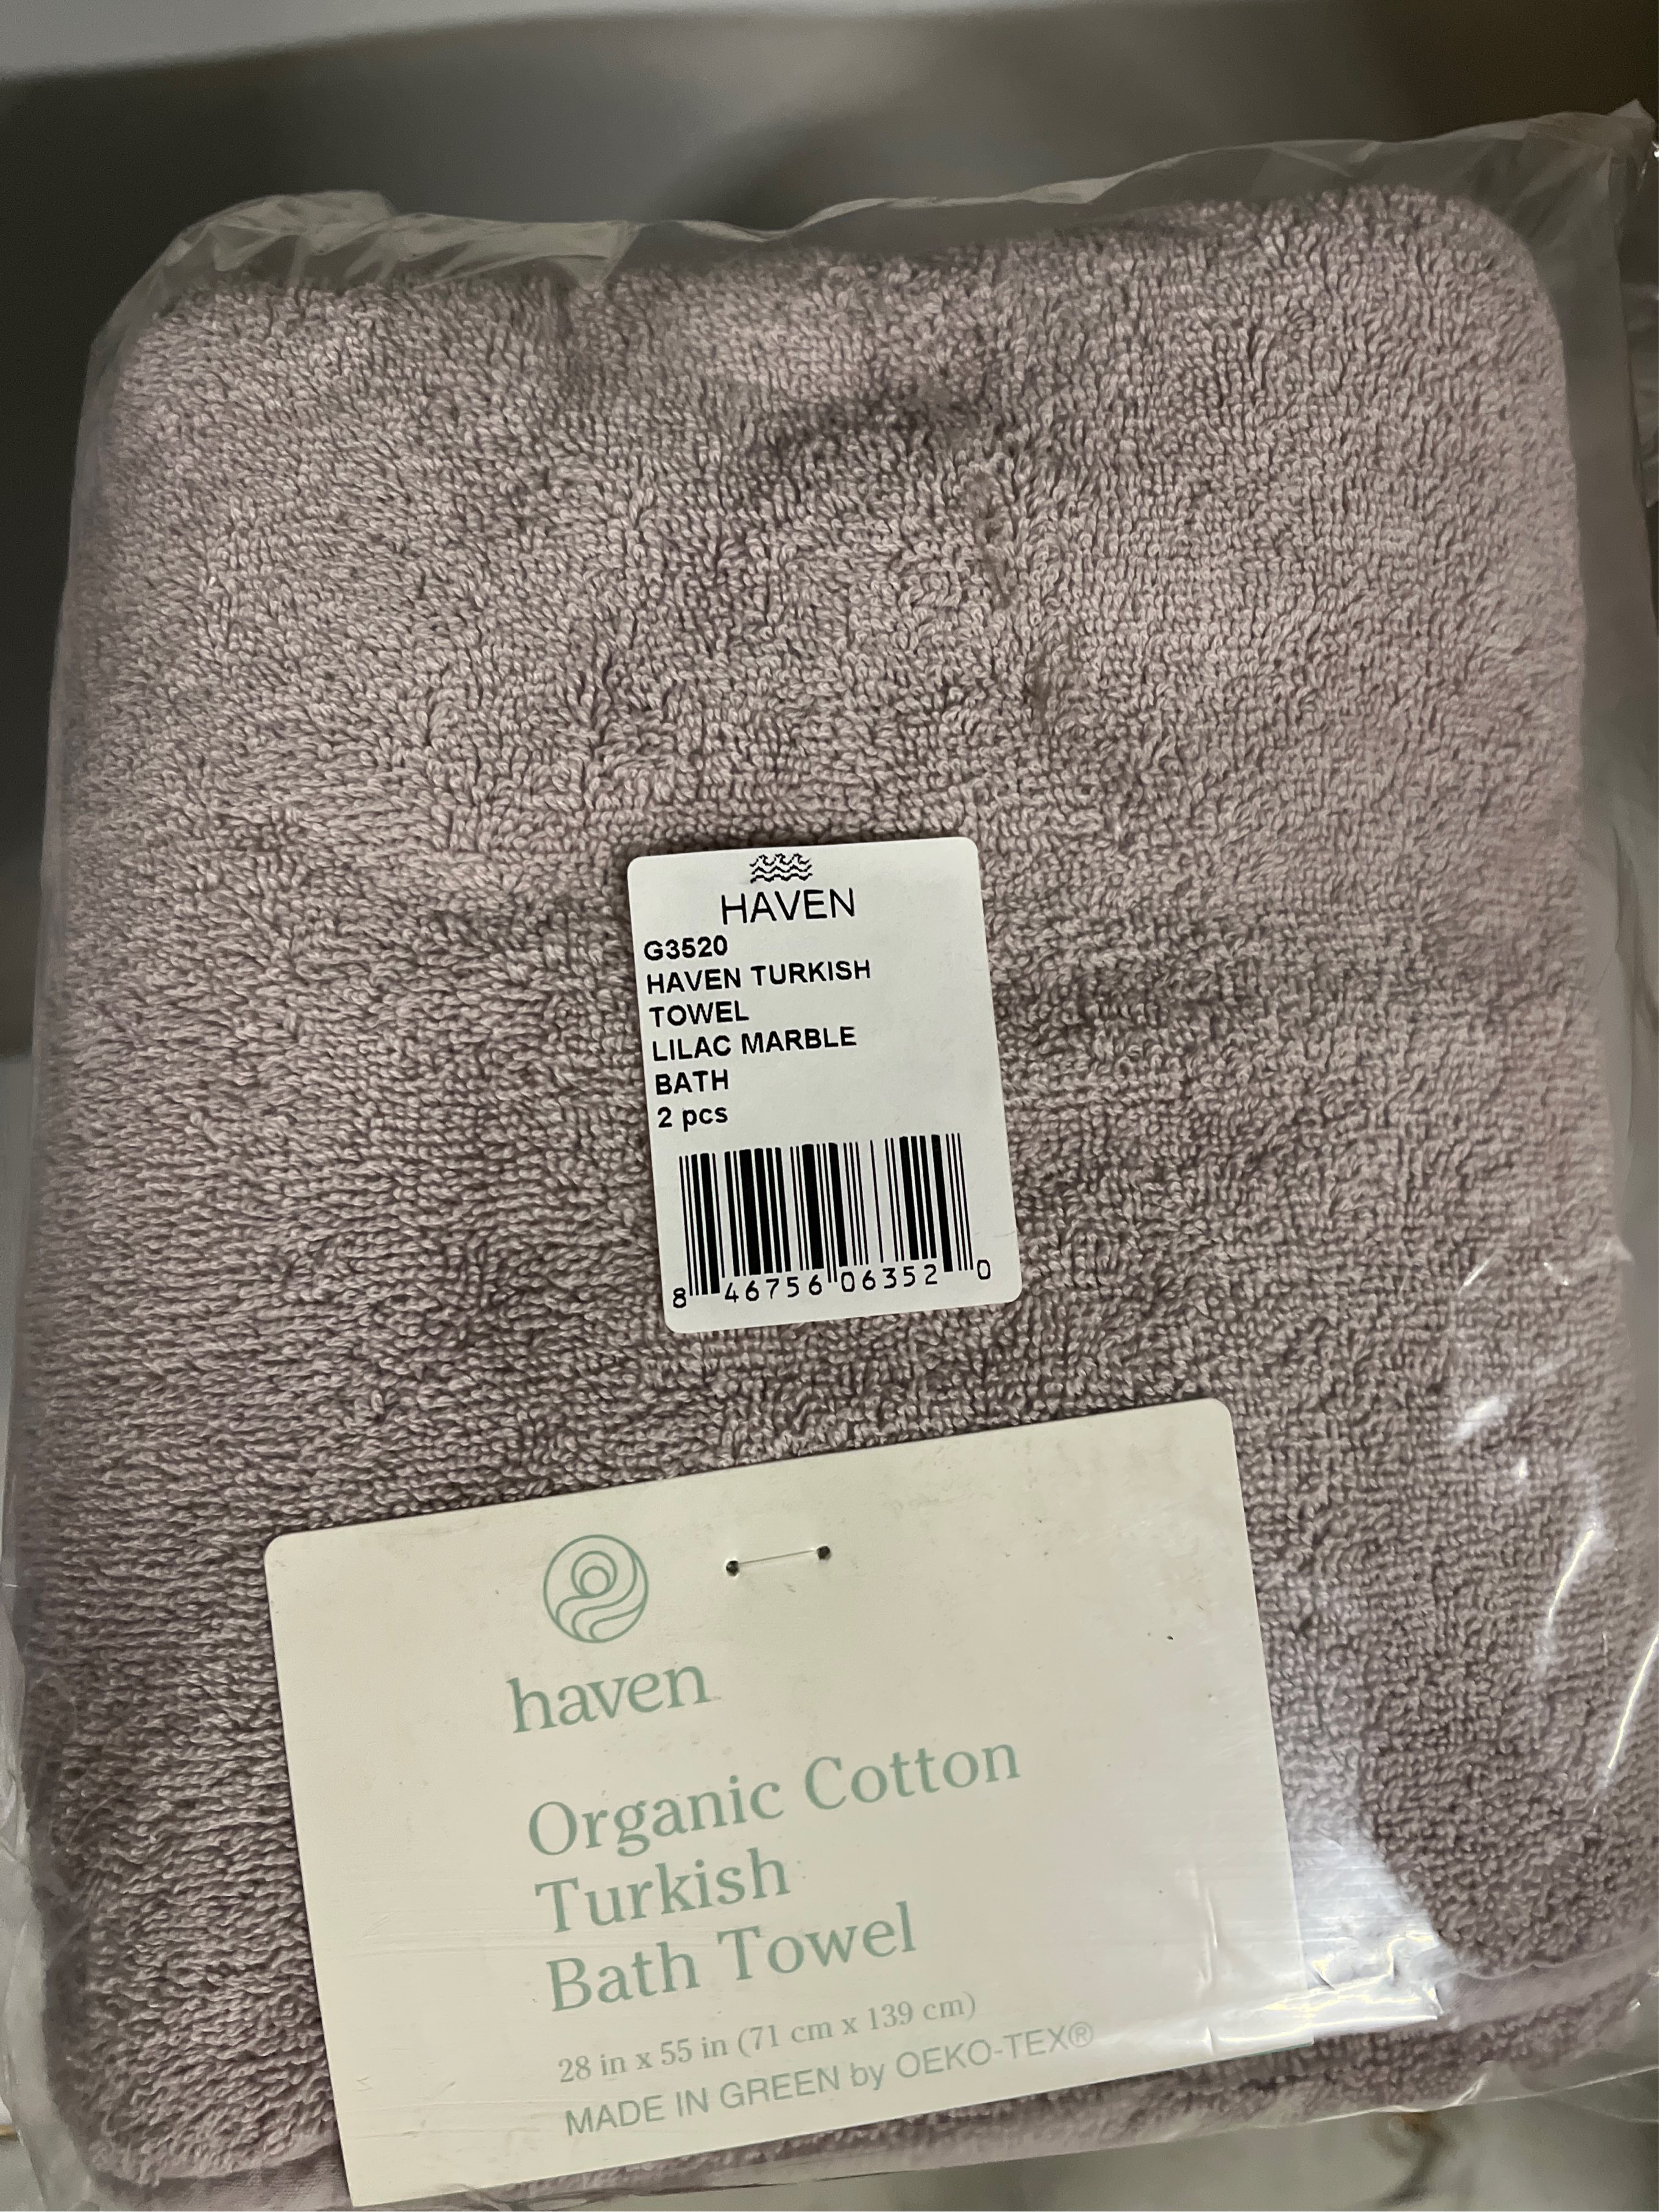 HAVEN
G3520
HAVEN TURKISH
TOWEL
LILAC MARBLE
BATH
2 pcs
8 46756 06352 0
haven
Organic Cotton
Turkish
Bath Towel
28 in x 55 in (71 cm x 139 cm)
MADE IN GREEN by OEKO-TEX®